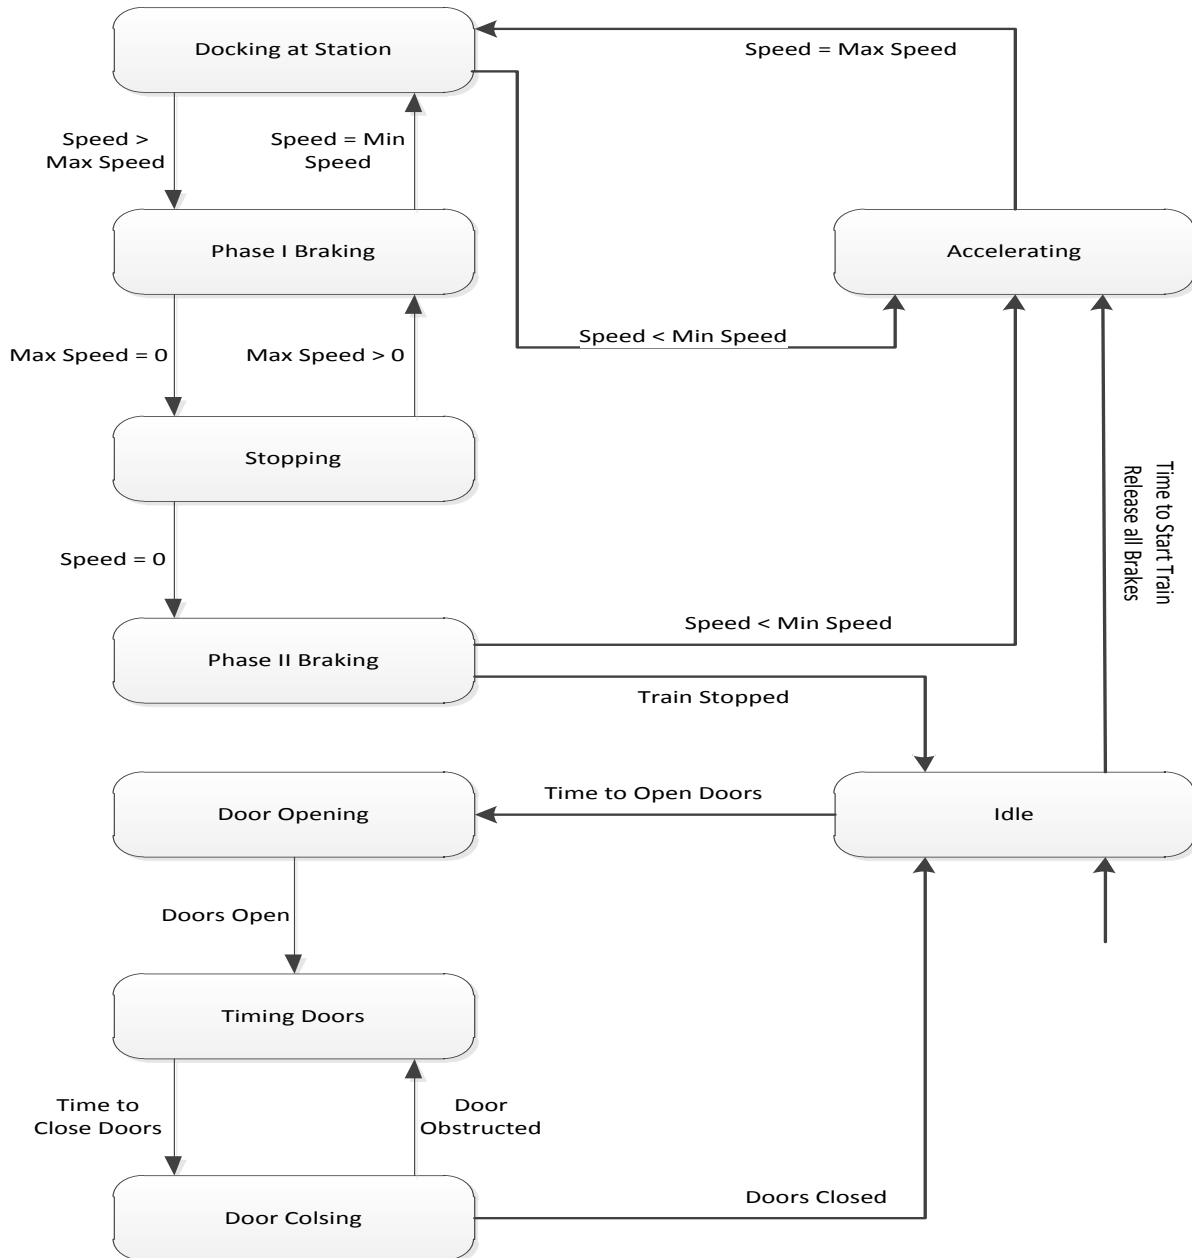 Docking at Station
Speed = Max Speed
Speed >
Max Speed
Speed = Min
Speed
Phase I Braking
Accelerating
Max Speed = 0
Max Speed > 0
Speed < Min Speed
Stopping
Time to Start Train
Release all Brakes
Speed = 0
Speed < Min Speed
Phase II Braking
Train Stopped
Time to Open Doors
Door Opening
Idle
Doors Open
Timing Doors
Time to
Close Doors
Door
Obstructed
Doors Closed
Door Colsing